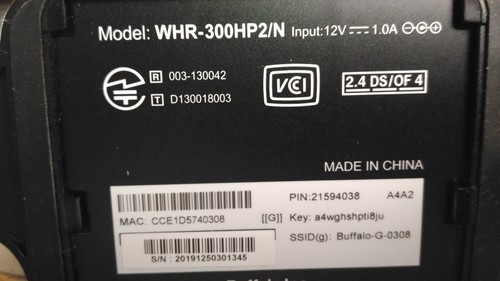 Model: WHR-300HP2/N Input:12V⎓1.0A
R 003-130042
T D130018003
VCCI
2.4 DS/OF 4
MADE IN CHINA
PIN:21594038 A4A2
MAC: CCE1D5740308 [[G]] Key: a4wghshpti8ju
SSID(g): Buffalo-G-0308
S/N : 20191250301345